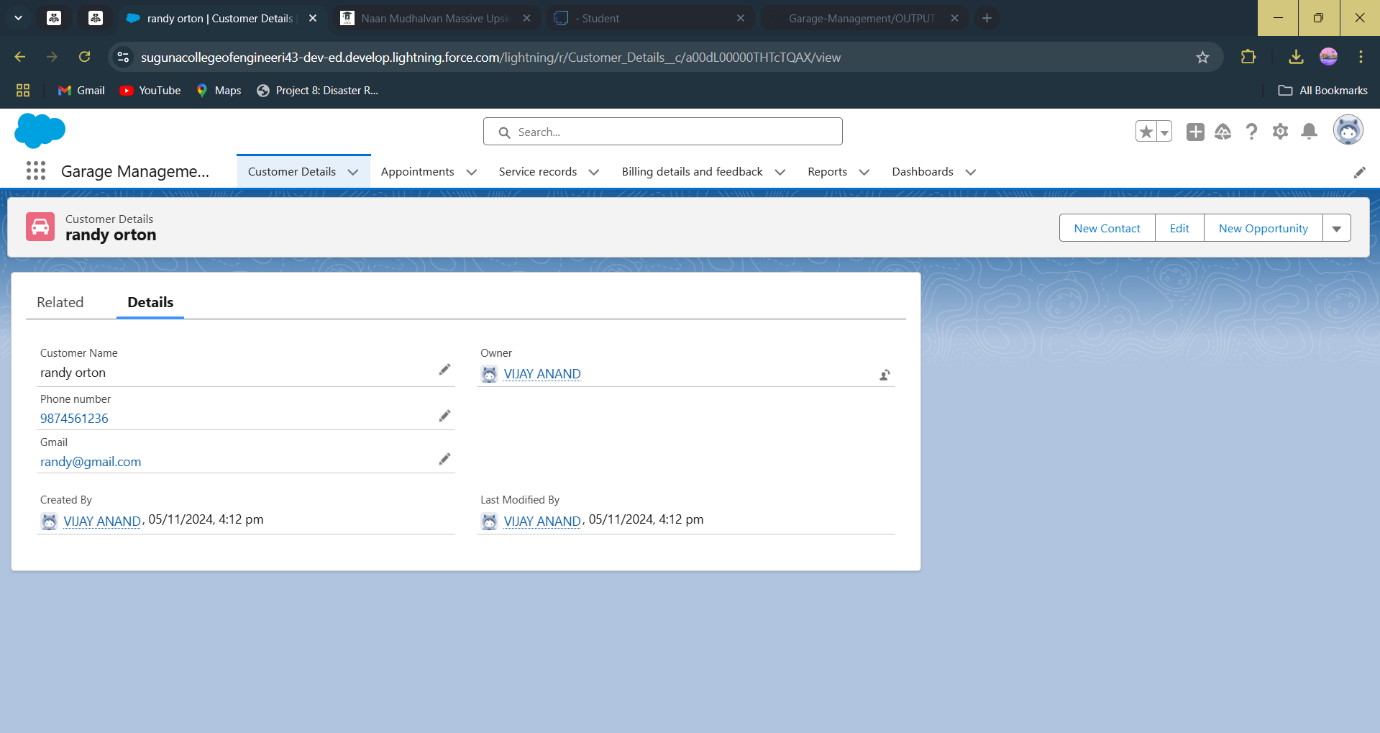 randy orton | Customer Details
Naan Mudhalvan Massive Upsk
- Student
Garage-Management/OUTPUT
sugunacollegeofengineeri43-dev-ed.develop.lightning.force.com/lightning/r/Customer_Details__c/a00dL00000THTcTQAX/view
Gmail YouTube Maps Project 8: Disaster R... All Bookmarks
Search...
Garage Manageme... Customer Details Appointments Service records Billing details and feedback Reports Dashboards
Customer Details
randy orton
New Contact Edit New Opportunity
Related Details
Customer Name
randy orton
Owner
VIJAY ANAND
Phone number
9874561236
Gmail
randy@gmail.com
Created By
VIJAY ANAND, 05/11/2024, 4:12 pm
Last Modified By
VIJAY ANAND, 05/11/2024, 4:12 pm